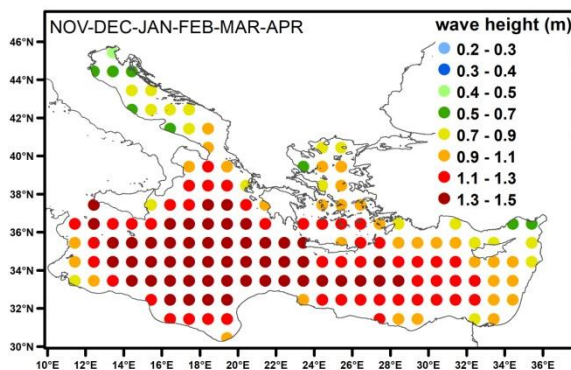 NOV-DEC-JAN-FEB-MAR-APR
wave height (m)
0.2 - 0.3
0.3 - 0.4
0.4 - 0.5
0.5 - 0.7
0.7 - 0.9
0.9 - 1.1
1.1 - 1.3
1.3 - 1.5
46°N
44°N
42°N
40°N
38°N
36°N
34°N
32°N
30°N
10°E 12°E 14°E 16°E 18°E 20°E 22°E 24°E 26°E 28°E 30°E 32°E 34°E 36°E